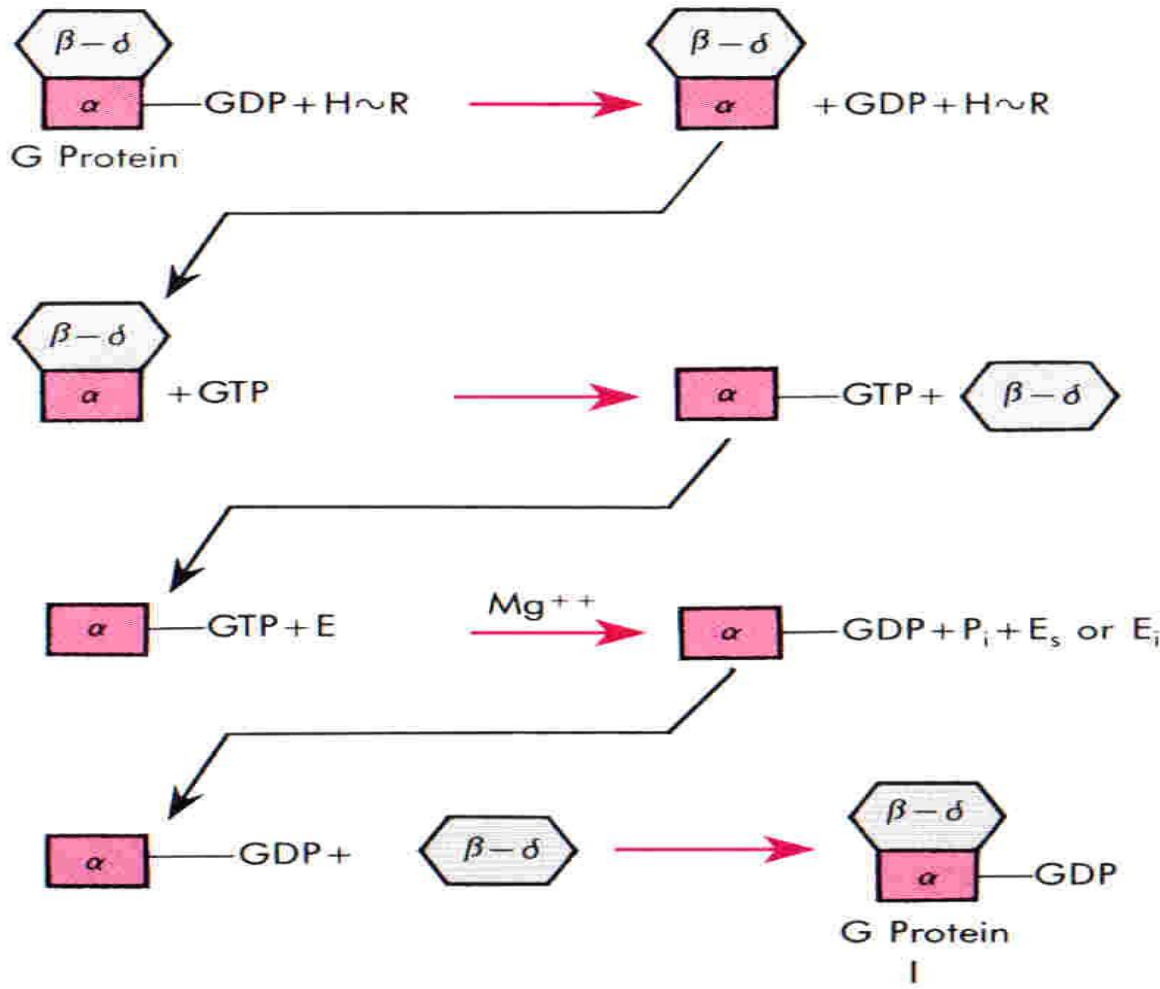 β – δ β – δ
α —GDP + H~R α + GDP + H~R
G Protein
β – δ
α + GTP α —GTP + β – δ
α —GTP + E Mg++ α —GDP + Pi + Es or Ei
α —GDP + β – δ β – δ
α —GDP
G Protein
I